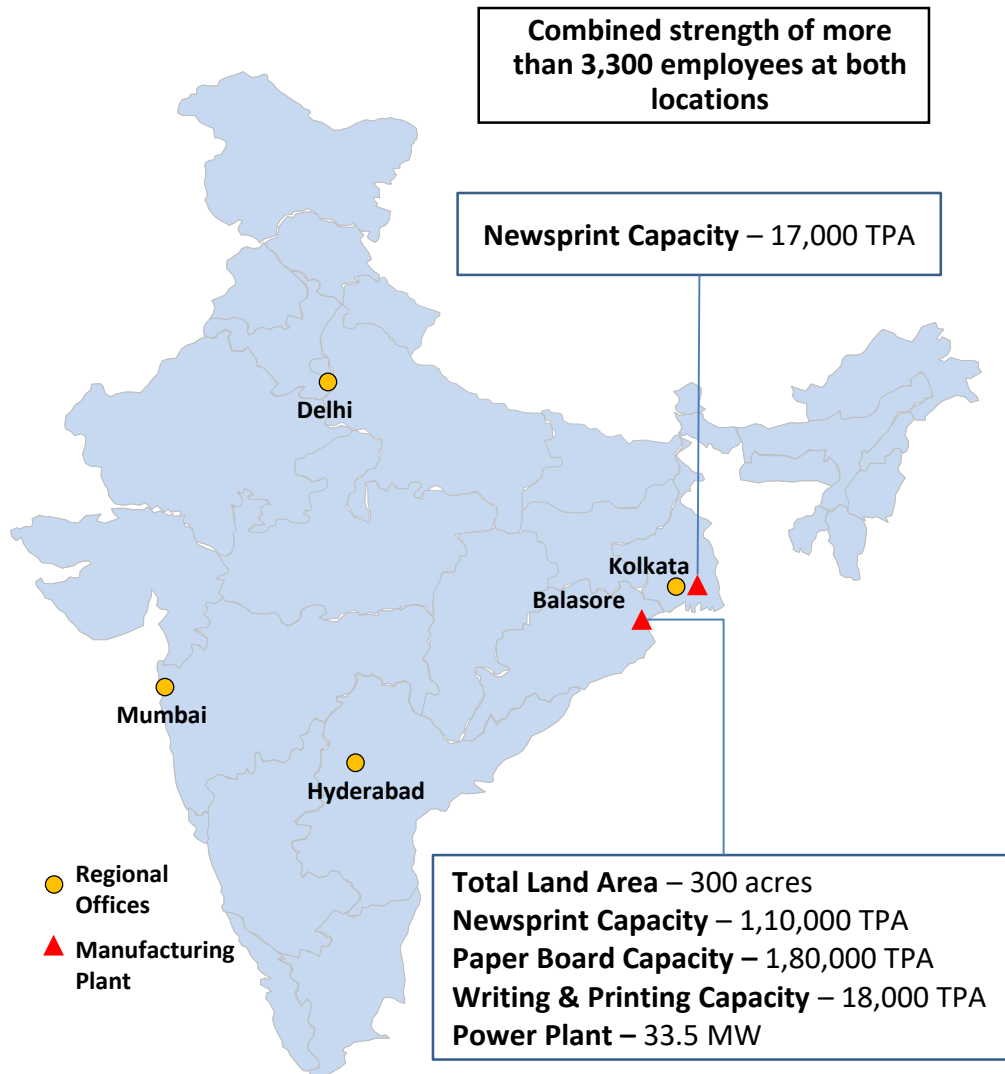 Combined strength of more
than 3,300 employees at both
locations
Newsprint Capacity – 17,000 TPA
Delhi
Kolkata
Balasore
Mumbai
Hyderabad
Regional
Offices
Manufacturing
Plant
Total Land Area – 300 acres
Newsprint Capacity – 1,10,000 TPA
Paper Board Capacity – 1,80,000 TPA
Writing & Printing Capacity – 18,000 TPA
Power Plant – 33.5 MW